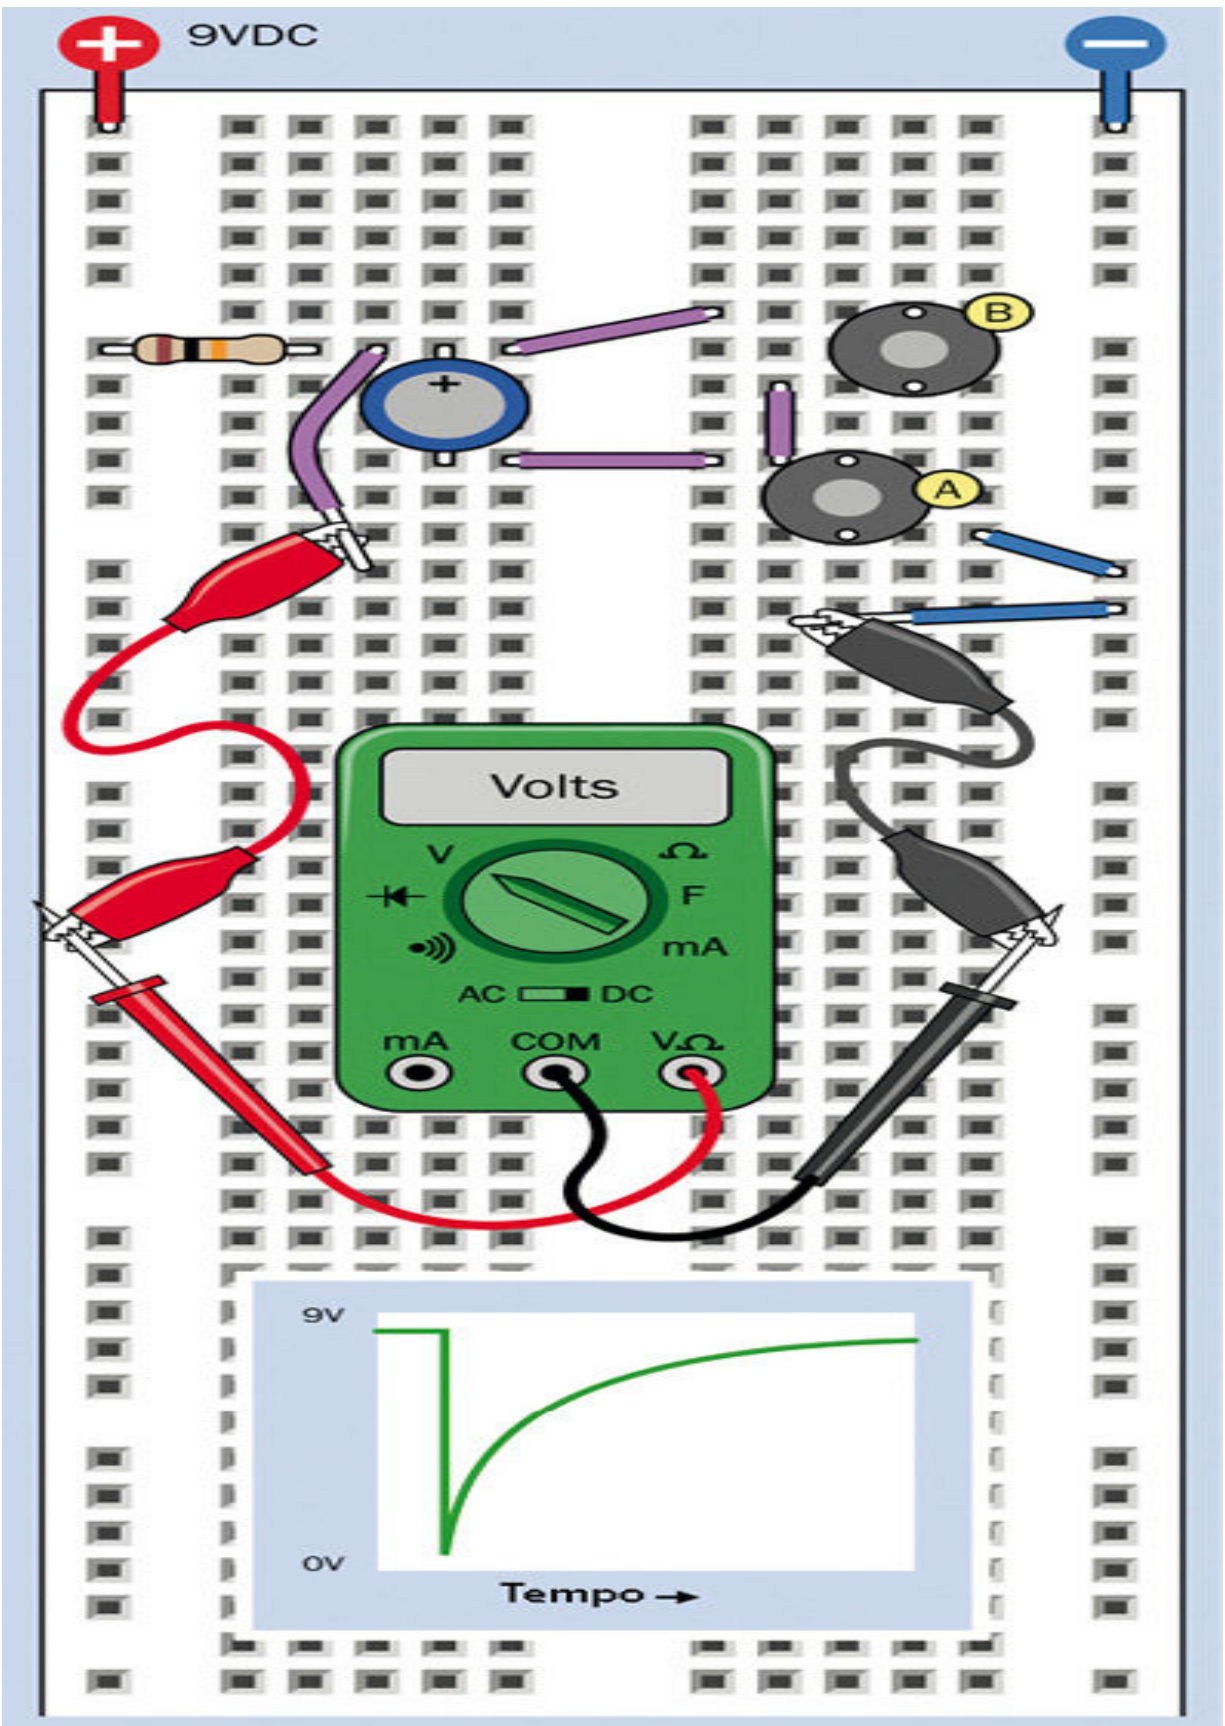 + 9VDC −
B
+
A
Volts
V Ω
F
mA
AC DC
mA COM VΩ
9V
0V
Tempo →